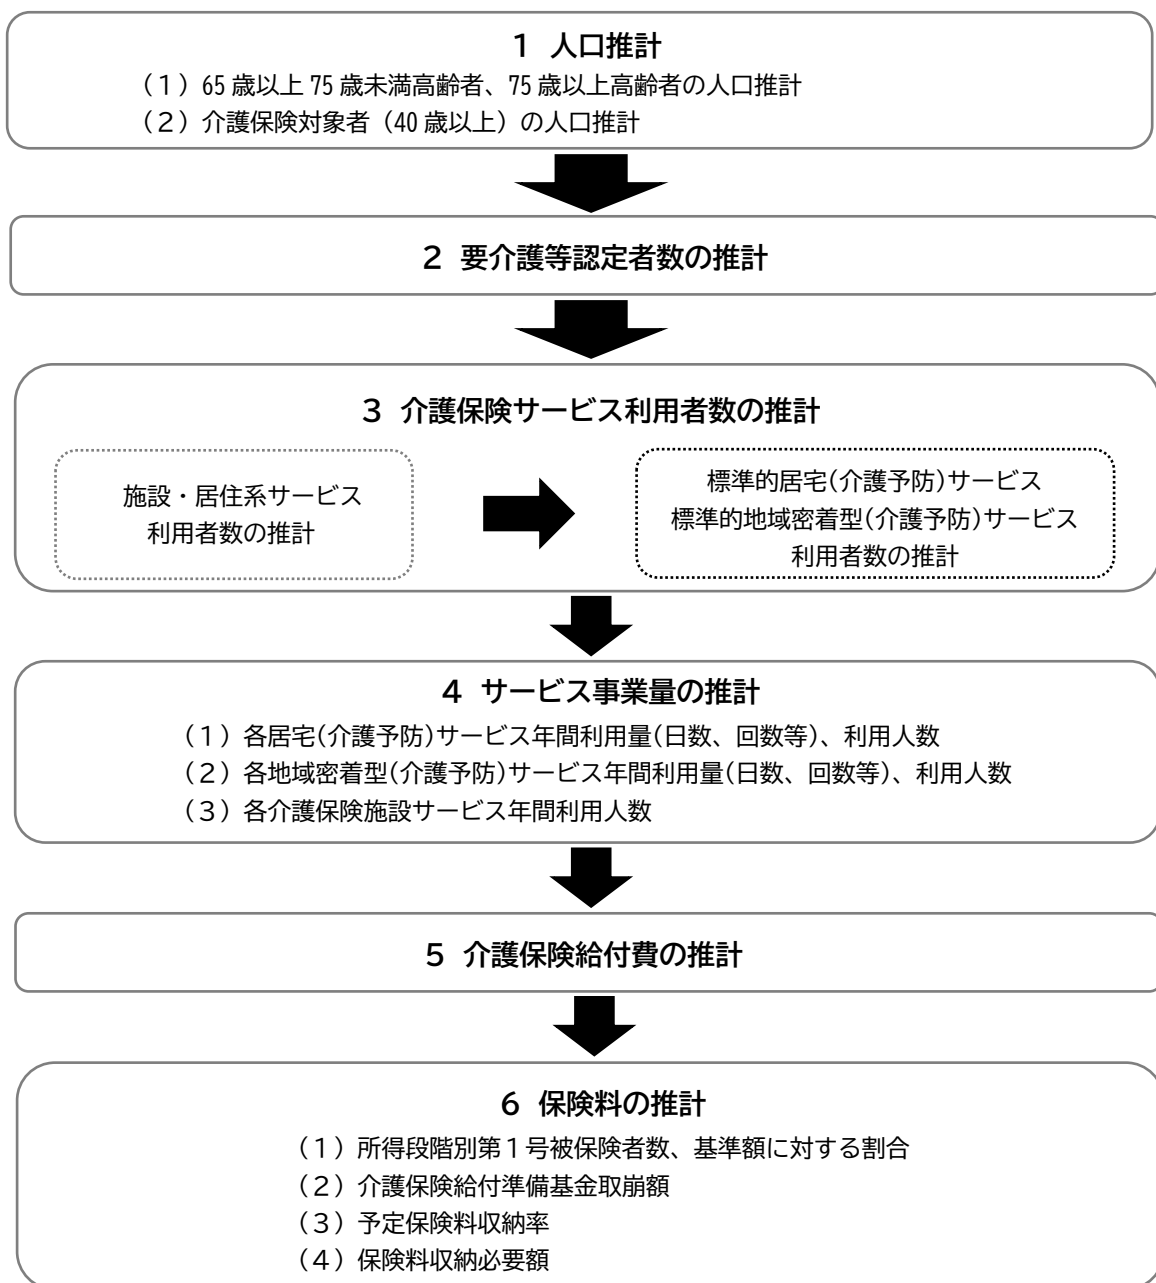 1 人口推計
（１）65歳以上75歳未満高齢者、75歳以上高齢者の人口推計
（２）介護保険対象者（40歳以上）の人口推計
2 要介護等認定者数の推計
3 介護保険サービス利用者数の推計
施設・居住系サービス
利用者数の推計
標準的居宅(介護予防)サービス
標準的地域密着型(介護予防)サービス
利用者数の推計
4 サービス事業量の推計
（１）各居宅(介護予防)サービス年間利用量(日数、回数等)、利用人数
（２）各地域密着型(介護予防)サービス年間利用量(日数、回数等)、利用人数
（３）各介護保険施設サービス年間利用人数
5 介護保険給付費の推計
6 保険料の推計
（１）所得段階別第１号被保険者数、基準額に対する割合
（２）介護保険給付準備基金取崩額
（３）予定保険料収納率
（４）保険料収納必要額